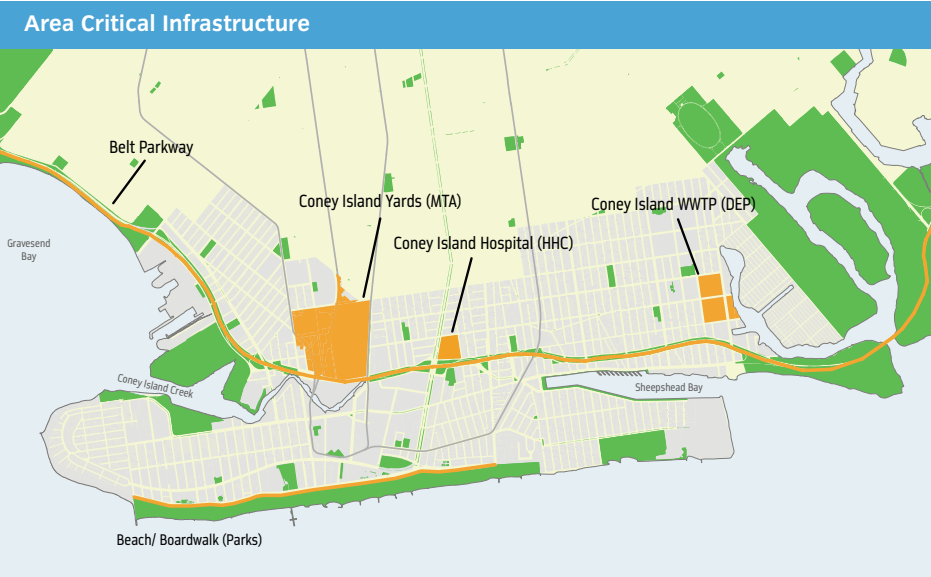 Area Critical Infrastructure
Belt Parkway
Coney Island Yards (MTA)
Coney Island WWTP (DEP)
Coney Island Hospital (HHC)
Gravesend
Bay
Coney Island Creek
Sheepshead Bay
Beach/ Boardwalk (Parks)